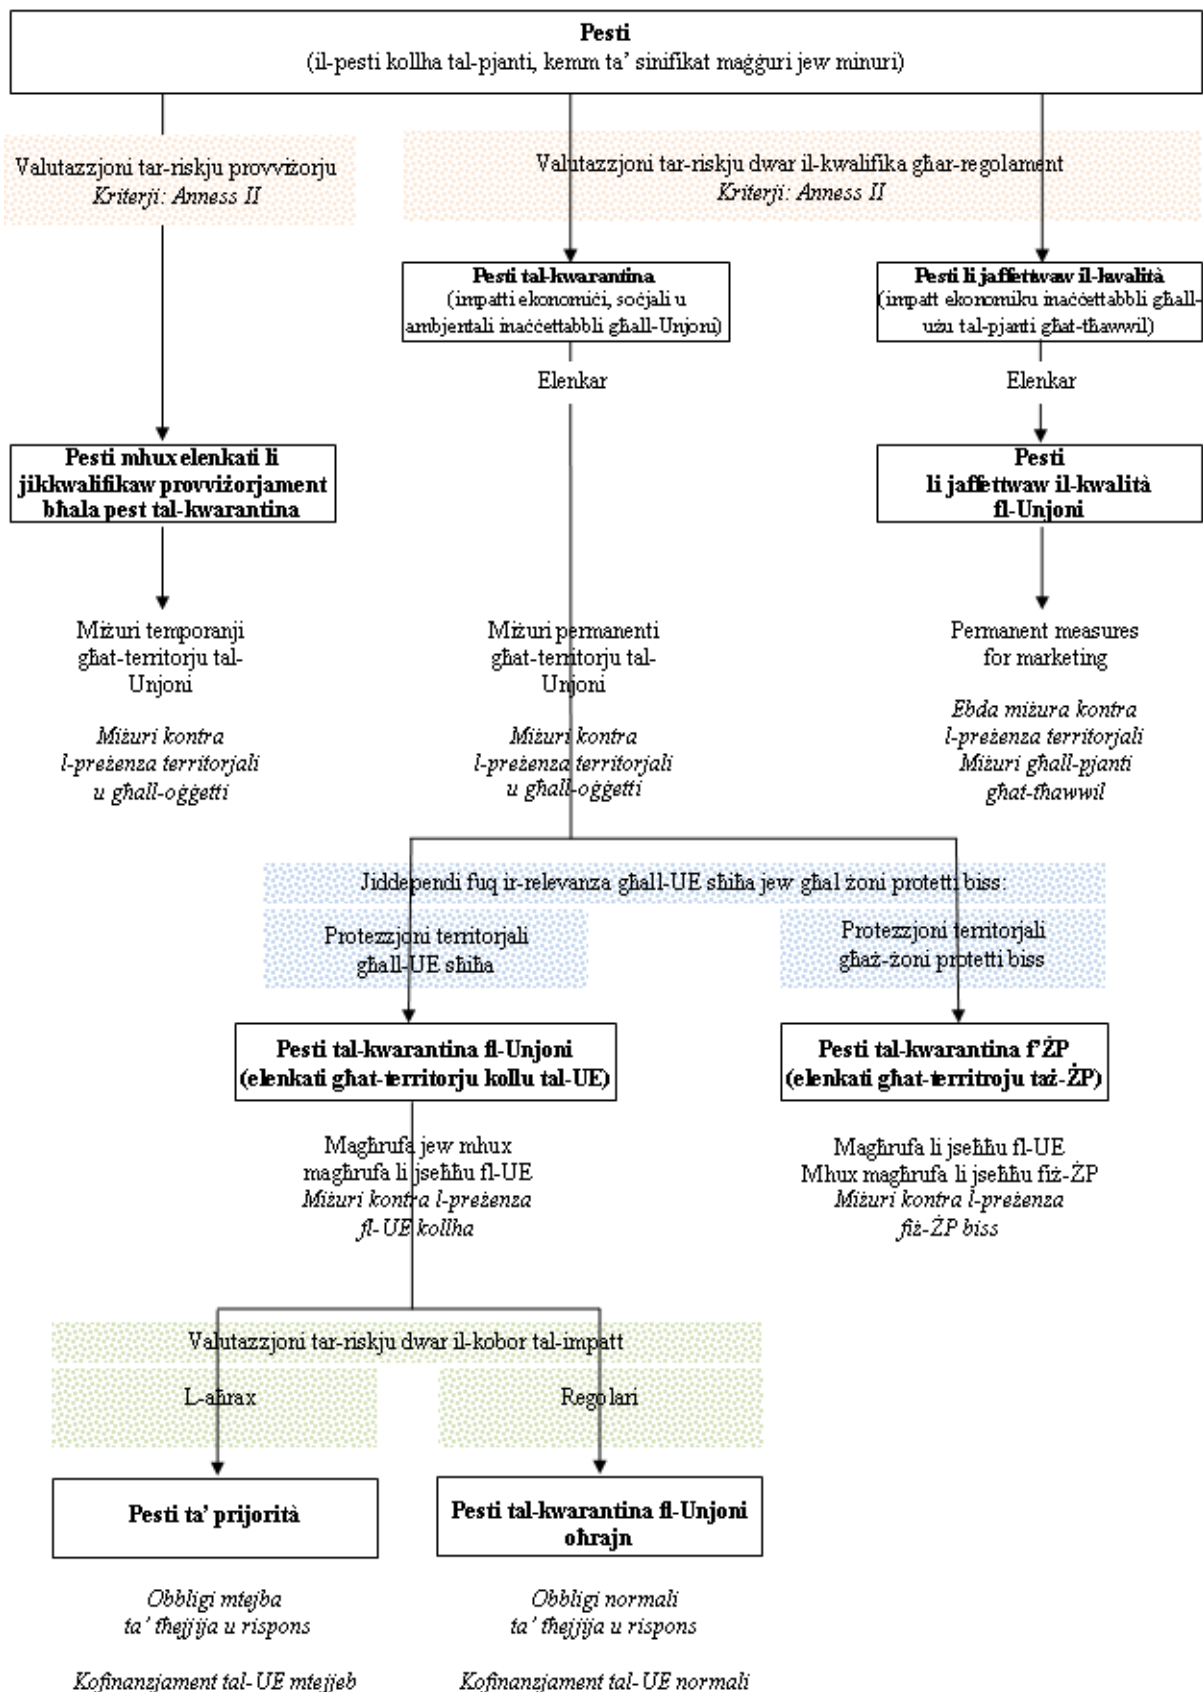 Pesti
(il-pesti kollha tal-pjanti, kemm ta' sinifikat maġġuri jew minuri)
Valutazzjoni tar-riskju provviżorju
Kriterji: Anness II
Valutazzjoni tar-riskju dwar il-kwalifika għar-regolament
Kriterji: Anness II
Pesti tal-kwarantina
(impatti ekonomiċi, soċjali u
ambjentali inaċċettabbli għall-Unjoni)
Pesti li jaffettwaw il-kwalità
(impatt ekonomiku inaċċettabbli għall-
użu tal-pjanti għat-tħawwil)
Elenkar
Elenkar
Pesti mhux elenkati li
jikkwalifikaw provviżorjament
bħala pest tal-kwarantina
Pesti
li jaffettwaw il-kwalità
fl-Unjoni
Miżuri temporanji
għat-territorju tal-
Unjoni
Miżuri kontra
l-preżenza territorjali
u għall-oġġetti
Miżuri permanenti
għat-territorju tal-
Unjoni
Miżuri kontra
l-preżenza territorjali
u għall-oġġetti
Permanent measures
for marketing
Ebda miżura kontra
l-preżenza territorjali
Miżuri għall-pjanti
għat-tħawwil
Jiddependi fuq ir-relevanza għall-UE sħiħa jew għal żoni protetti biss:
Protezzjoni territorjali
għall-UE sħiħa
Protezzjoni territorjali
għaż-żoni protetti biss
Pesti tal-kwarantina fl-Unjoni
(elenkati għat-territorju kollu tal-UE)
Pesti tal-kwarantina f'ŻP
(elenkati għat-territroju taż-ŻP)
Magħrufa jew mhux
magħrufa li jseħħu fl-UE
Miżuri kontra l-preżenza
fl-UE kollha
Magħrufa li jseħħu fl-UE
Mhux magħrufa li jseħħu fiż-ŻP
Miżuri kontra l-preżenza
fiż-ŻP biss
Valutazzjoni tar-riskju dwar il-kobor tal-impatt
L-aħrax
Regolari
Pesti ta' prijorità
Pesti tal-kwarantina fl-Unjoni
oħrajn
Obbligi mtejba
ta' tħejjija u rispons
Kofinanzjament tal-UE mtejjeb
Obbligi normali
ta' tħejjija u rispons
Kofinanzjament tal-UE normali